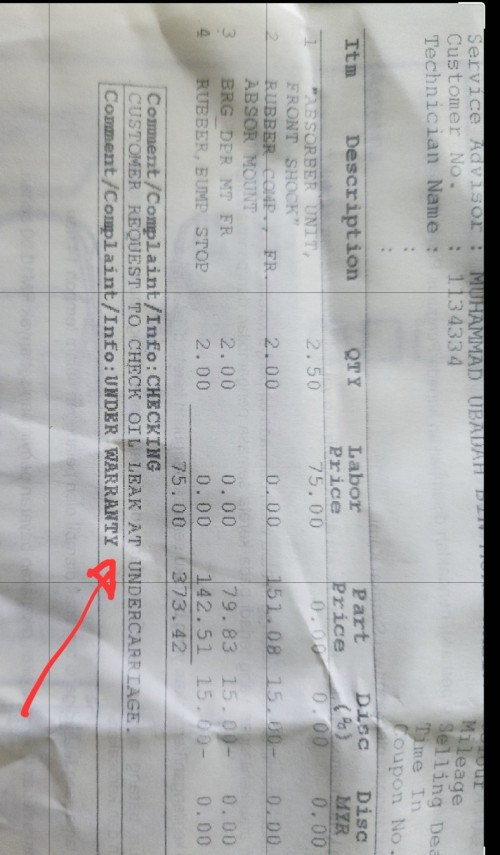 Service Advisor : MUHAMMAD UBADAH BIN
Customer No. : 1134334
Technician Name :
:
:
Mileage
Selling Dea
Time In
Coupon No.
Itm Description QTY Labor Price Part Price Disc (%) Disc MYR
1 "ABSORBER UNIT, FRONT SHOCK" 2.50 75.00 0.00 0.00 0.00
2 RUBBER COMP., FR. ABSOR MOUNT 2.00 0.00 151.08 15.00- 0.00
3 BRG DPR MT FR 2.00 0.00 79.83 15.00- 0.00
4 RUBBER, BUMP STOP 2.00 0.00 142.51 15.00- 0.00
75.00 373.42
Comment/Complaint/Info:CHECKING
CUSTOMER REQUEST TO CHECK OIL LEAK AT UNDERCARRIAGE.
Comment/Complaint/Info:UNDER WARRANTY